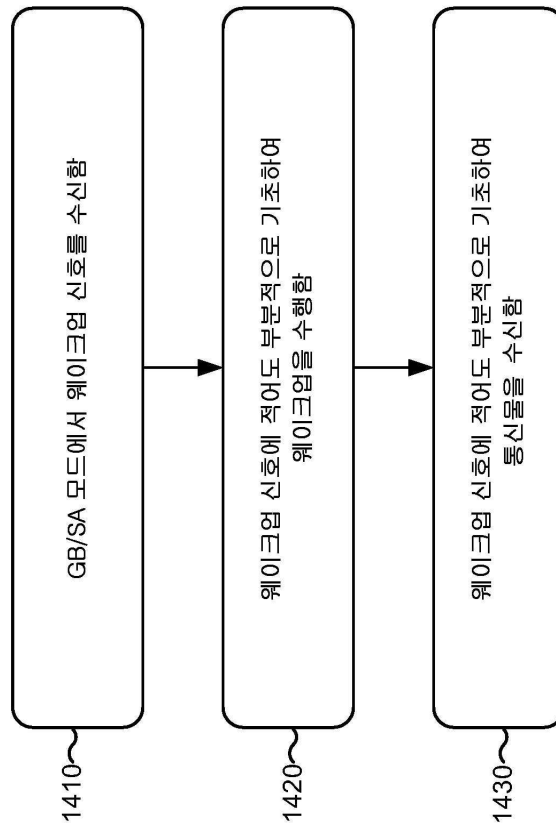 1410
GB/SA 모드에서 웨이크업 신호를 수신함
1420
웨이크업 신호에 적어도 부분적으로 기초하여
웨이크업을 수행함
1430
웨이크업 신호에 적어도 부분적으로 기초하여
통신물을 수신함